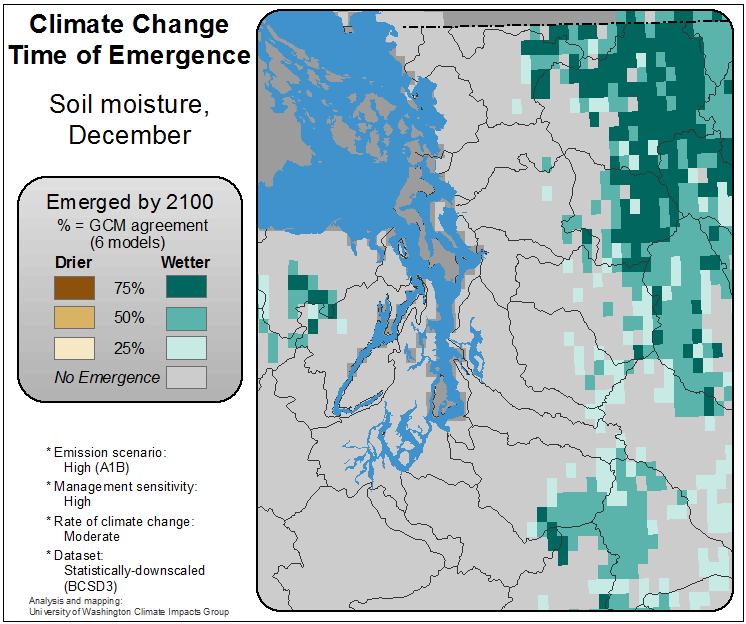 Climate Change
Time of Emergence
Soil moisture,
December
Emerged by 2100
% = GCM agreement
(6 models)
Drier Wetter
75%
50%
25%
No Emergence
* Emission scenario:
High (A1B)
* Management sensitivity:
High
* Rate of climate change:
Moderate
* Dataset:
Statistically-downscaled
(BCSD3)
Analysis and mapping:
University of Washington Climate Impacts Group